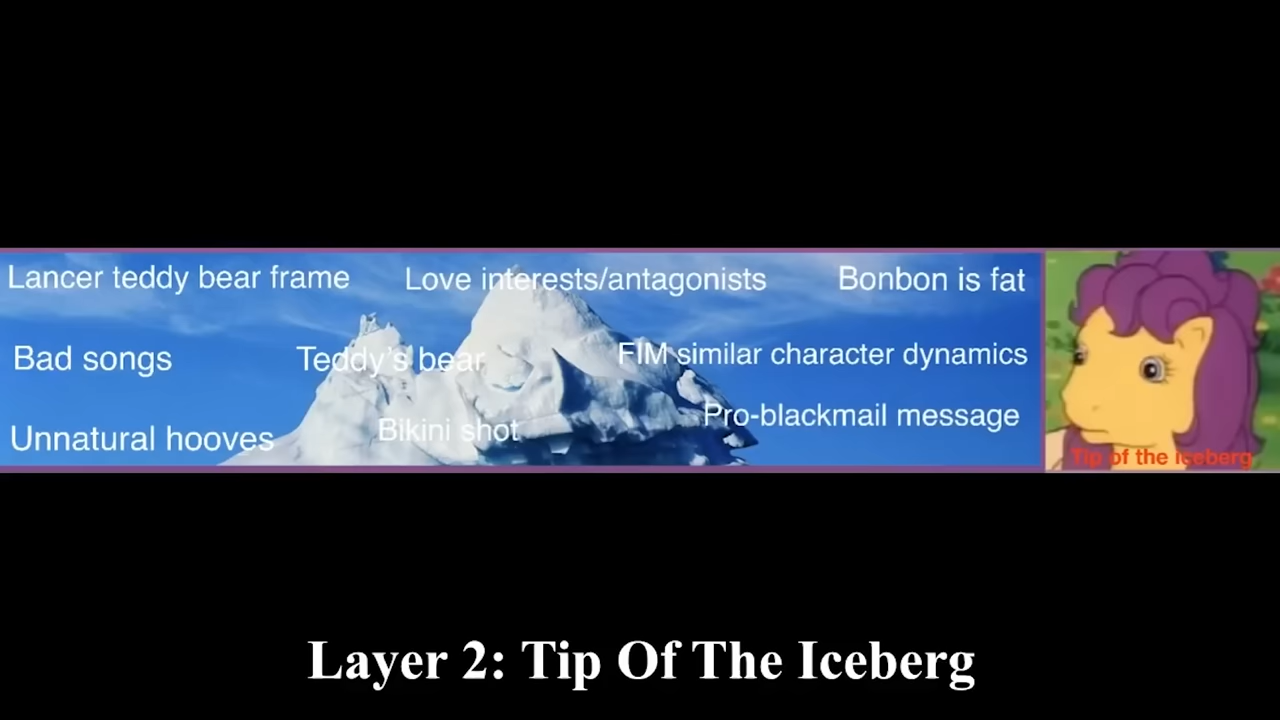 Lancer teddy bear frame
Love interests/antagonists
Bonbon is fat
Bad songs
Teddy's bear
FIM similar character dynamics
Unnatural hooves
Bikini shot
Pro-blackmail message
Tip of the iceberg
Layer 2: Tip Of The Iceberg